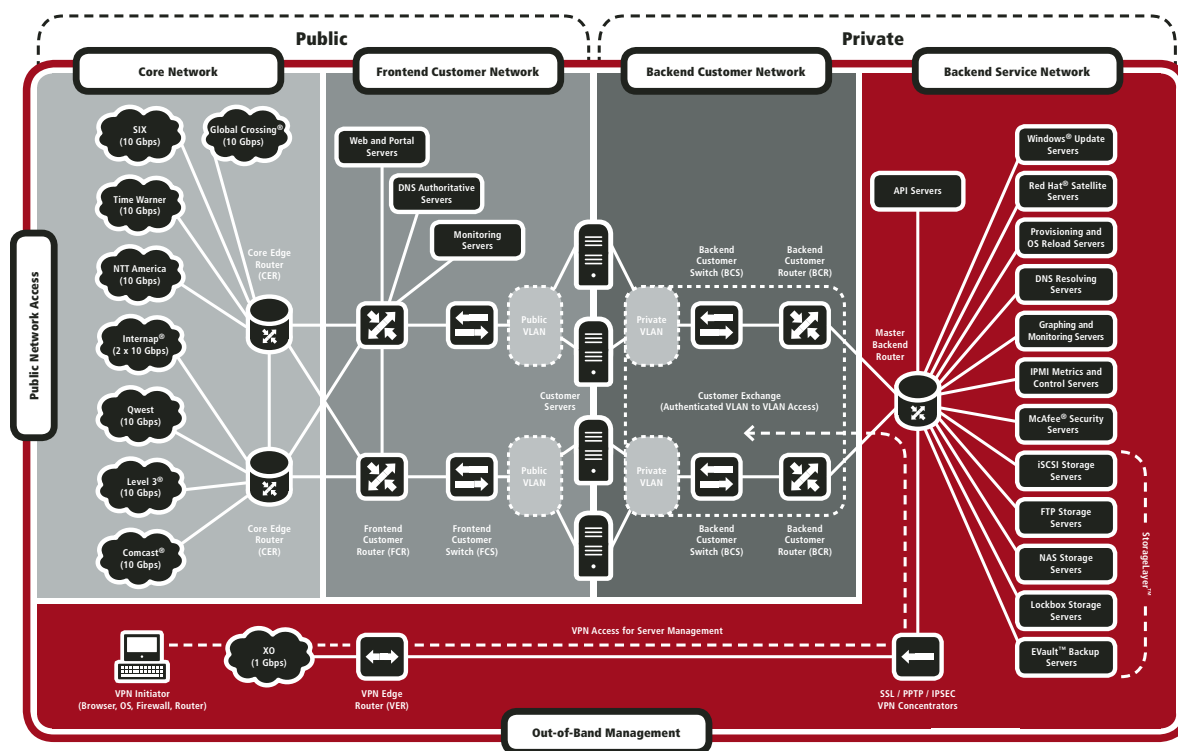 Public
Private
Core Network
Frontend Customer Network
Backend Customer Network
Backend Service Network
Public Network Access
SIX
(10 Gbps)
Global Crossing®
(10 Gbps)
Time Warner
(10 Gbps)
NTT America
(10 Gbps)
Internap®
(2 x 10 Gbps)
Qwest
(10 Gbps)
Level 3®
(10 Gbps)
Comcast®
(10 Gbps)
Core Edge
Router
(CER)
Core Edge
Router
(CER)
Web and Portal
Servers
DNS Authoritative
Servers
Monitoring
Servers
Frontend
Customer
Router (FCR)
Frontend
Customer
Switch (FCS)
Public
VLAN
Public
VLAN
Customer
Servers
Private
VLAN
Private
VLAN
Backend
Customer
Switch (BCS)
Backend
Customer
Router (BCR)
Customer Exchange
(Authenticated VLAN to VLAN Access)
Backend
Customer
Switch (BCS)
Backend
Customer
Router (BCR)
API Servers
Master
Backend
Router
Windows® Update
Servers
Red Hat® Satellite
Servers
Provisioning and
OS Reload Servers
DNS Resolving
Servers
Graphing and
Monitoring Servers
IPMI Metrics and
Control Servers
McAfee® Security
Servers
iSCSI Storage
Servers
FTP Storage
Servers
NAS Storage
Servers
Lockbox Storage
Servers
EVault™ Backup
Servers
StorageLayer™
VPN Initiator
(Browser, OS, Firewall, Router)
XO
(1 Gbps)
VPN Edge
Router (VER)
VPN Access for Server Management
SSL / PPTP / IPSEC
VPN Concentrators
Out-of-Band Management